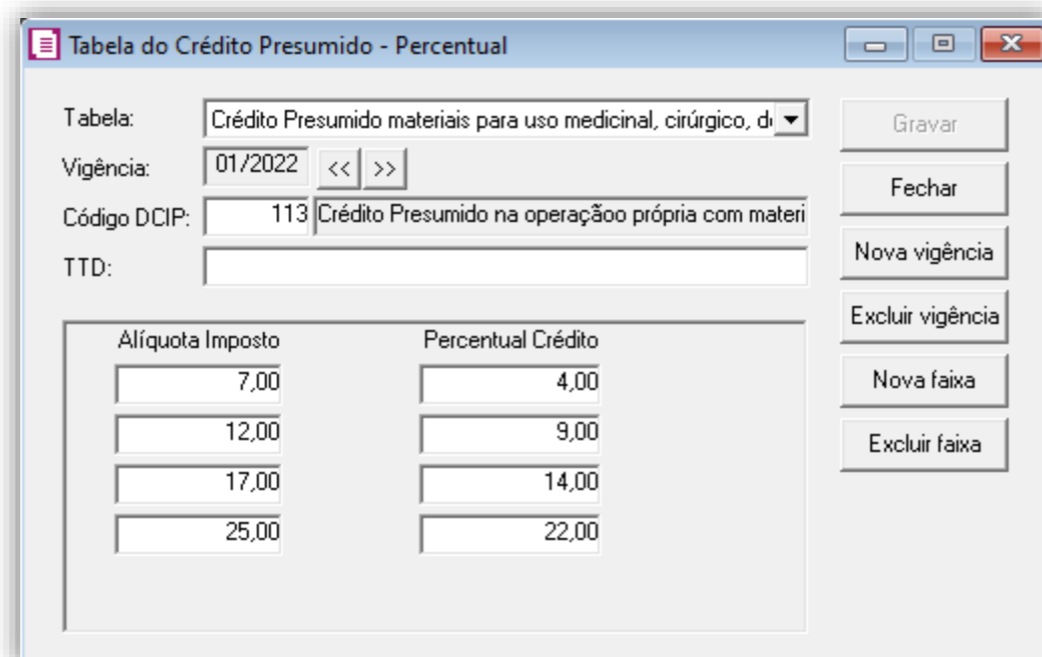 Tabela do Crédito Presumido - Percentual
Tabela: Crédito Presumido materiais para uso medicinal, cirúrgico, d
Gravar
Vigência: 01/2022 << >>
Fechar
Código DCIP: 113 Crédito Presumido na operaçãoo própria com materi
Nova vigência
TTD:
Excluir vigência
Alíquota Imposto Percentual Crédito
7,00 4,00
Nova faixa
12,00 9,00
Excluir faixa
17,00 14,00
25,00 22,00